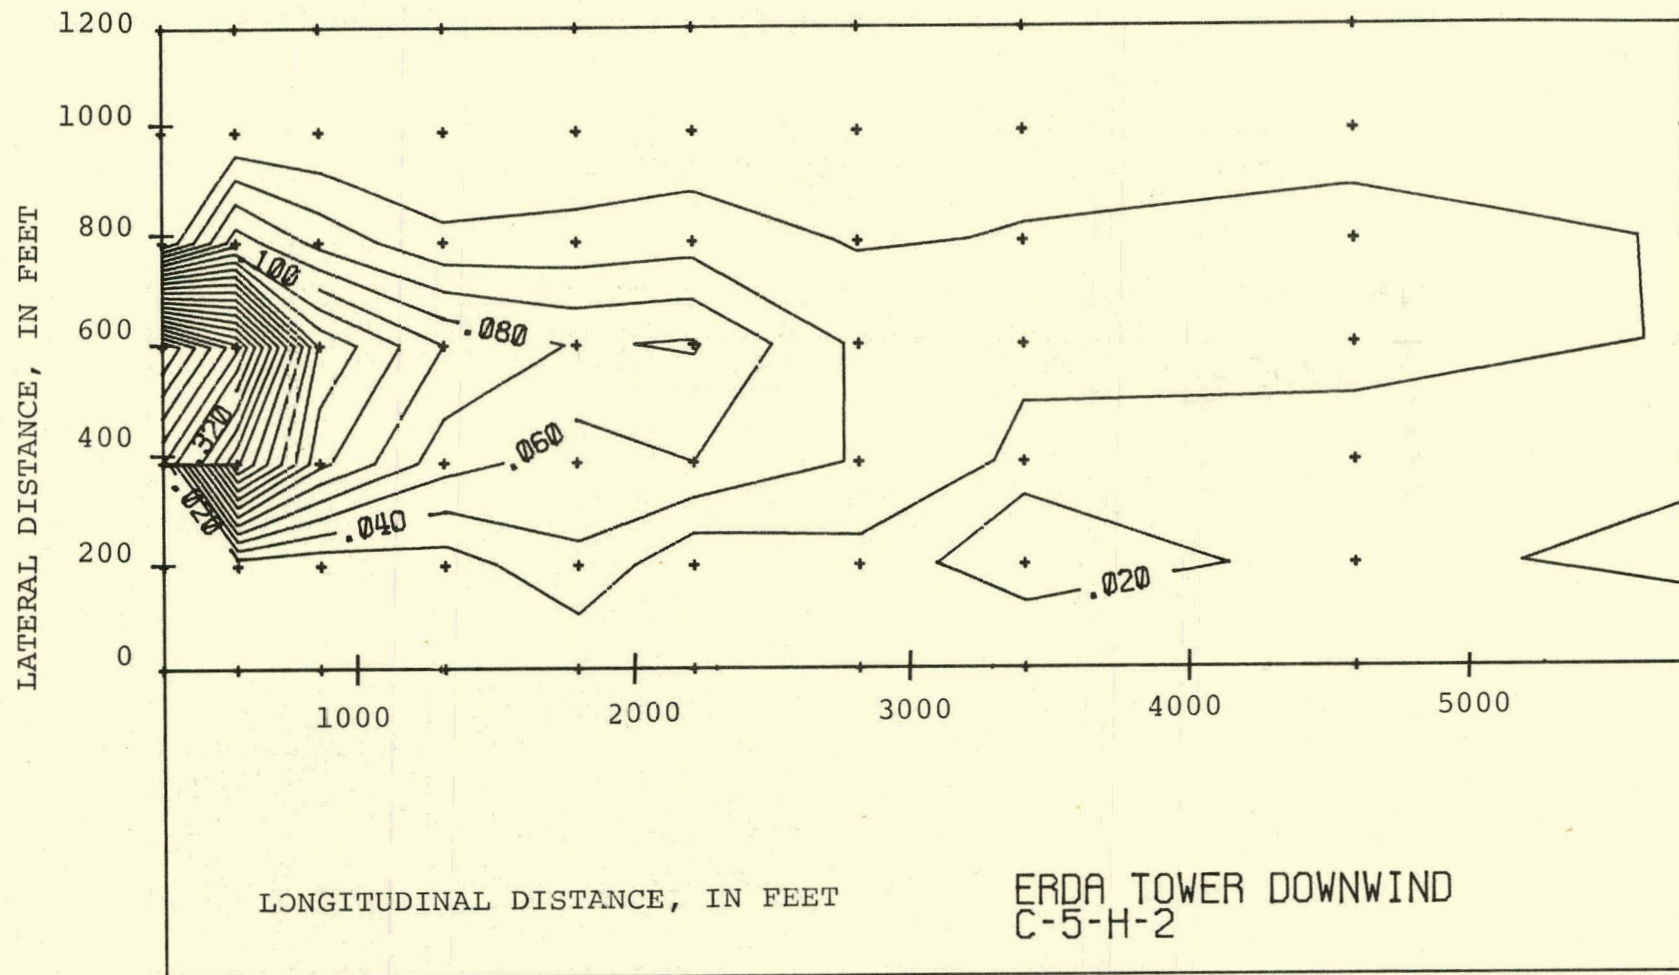 1200
1000
800
600
400
200
0
LATERAL DISTANCE, IN FEET
.100
.080
.320
.060
.020
.040
.020
1000 2000 3000 4000 5000
LONGITUDINAL DISTANCE, IN FEET
ERDA TOWER DOWNWIND
C-5-H-2